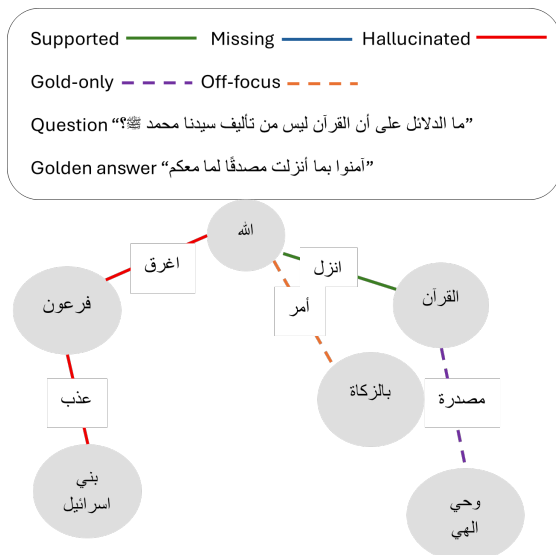 Supported Missing Hallucinated
Gold-only Off-focus
Question “ما الدلائل على أن القرآن ليس من تأليف سيدنا محمد ﷺ؟”
Golden answer “آمنوا بما أنزلت مصدقًا لما معكم”
الله
اغرق
انزل
فرعون
أمر
القرآن
عذب
بالزكاة
مصدرة
بني
اسرائيل
وحي
الهي